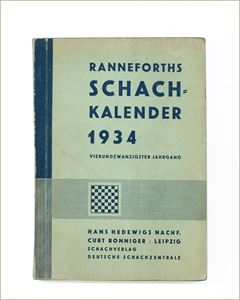 RANNEFORTHS
SCHACH=
KALENDER
1934
VIERUNDZWANZIGSTER JAHRGANG
HANS HEDEWIGS NACHF.
CURT RONNIGER / LEIPZIG
SCHACHVERLAG
DEUTSCHE SCHACHZENTRALE